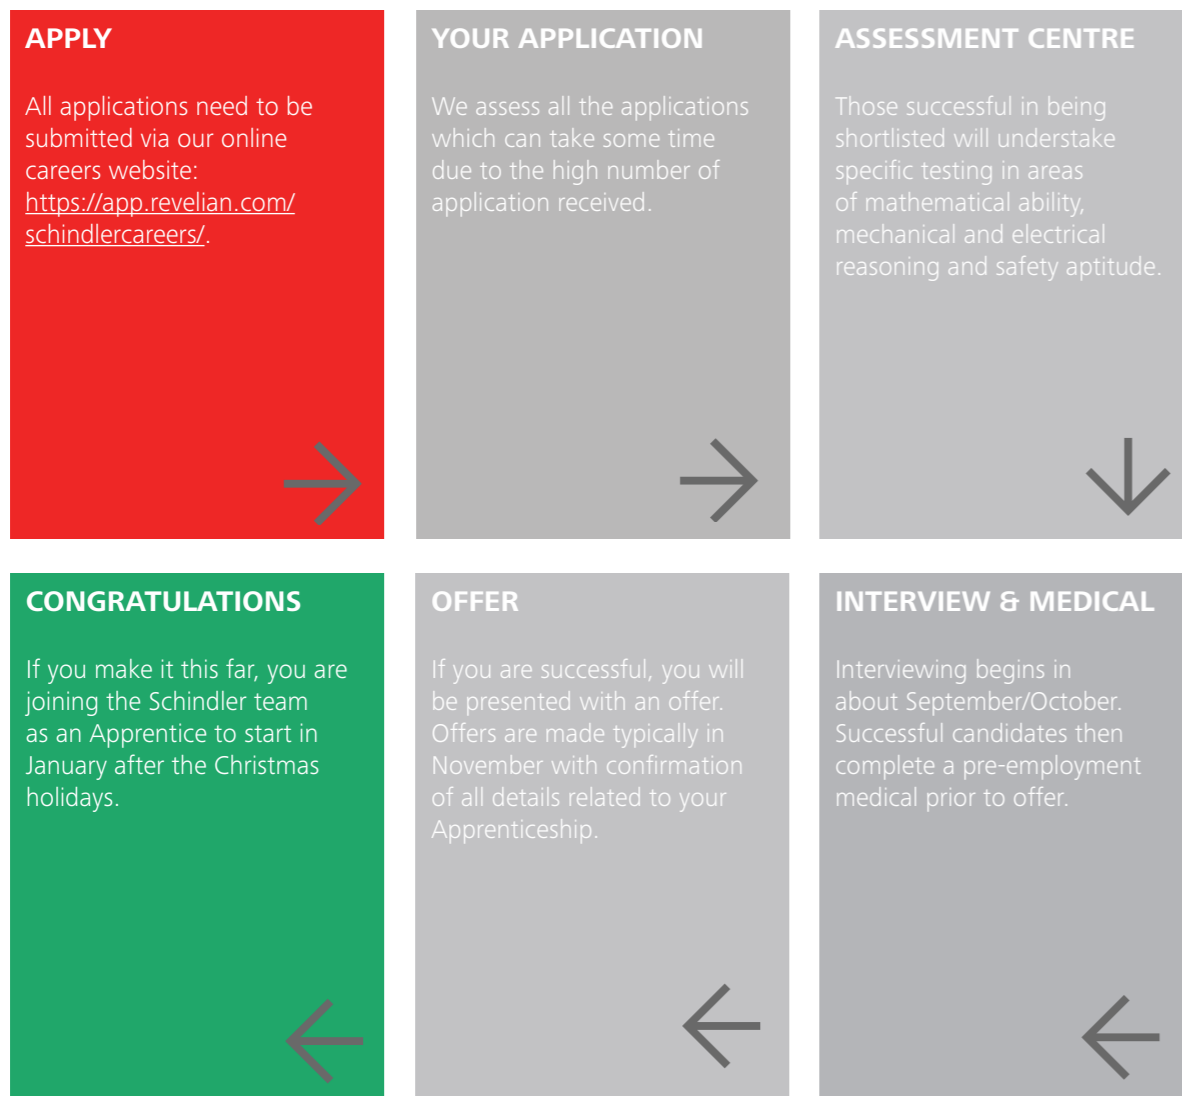 APPLY
All applications need to be
submitted via our online
careers website:
https://app.revelian.com/
schindlercareers/.
YOUR APPLICATION
We assess all the applications
which can take some time
due to the high number of
application received.
ASSESSMENT CENTRE
Those successful in being
shortlisted will understake
specific testing in areas
of mathematical ability,
mechanical and electrical
reasoning and safety aptitude.
INTERVIEW & MEDICAL
Interviewing begins in
about September/October.
Successful candidates then
complete a pre-employment
medical prior to offer.
OFFER
If you are successful, you will
be presented with an offer.
Offers are made typically in
November with confirmation
of all details related to your
Apprenticeship.
CONGRATULATIONS
If you make it this far, you are
joining the Schindler team
as an Apprentice to start in
January after the Christmas
holidays.